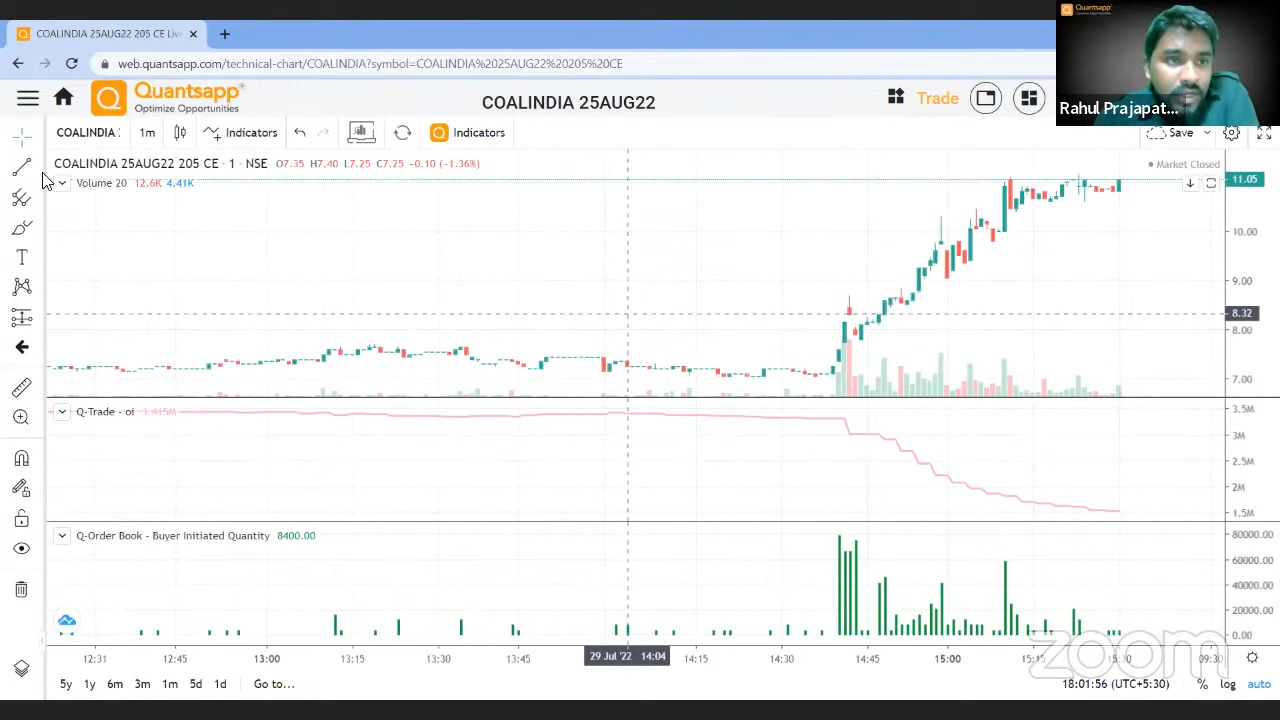 COALINDIA 25AUG22 205 CE Liv
web.quantsapp.com/technical-chart/COALINDIA?symbol=COALINDIA%2025AUG22%20205%20CE
Quantsapp
Optimize Opportunities
COALINDIA 25AUG22
Trade
Quantsapp
Optimize Opportunities
Rahul Prajapat...
COALINDIA
1m
Indicators
Indicators
Save
COALINDIA 25AUG22 205 CE · 1 · NSE O7.35 H7.40 L7.25 C7.25 −0.10 (−1.36%)
Market Closed
Volume 20 12.6K 4.41K
11.05
10.00
9.00
8.32
8.00
7.00
Q-Trade - oi 3.445M
3.5M
3M
2.5M
2M
1.5M
Q-Order Book - Buyer Initiated Quantity 8400.00
80000.00
60000.00
40000.00
20000.00
0.00
zoom
12:31 12:45 13:00 13:15 13:30 13:45 29 Jul '22 14:04 14:15 14:30 14:45 15:00 15:15 15:30 09:30
5y 1y 6m 3m 1m 5d 1d Go to...
18:01:56 (UTC+5:30) % log auto